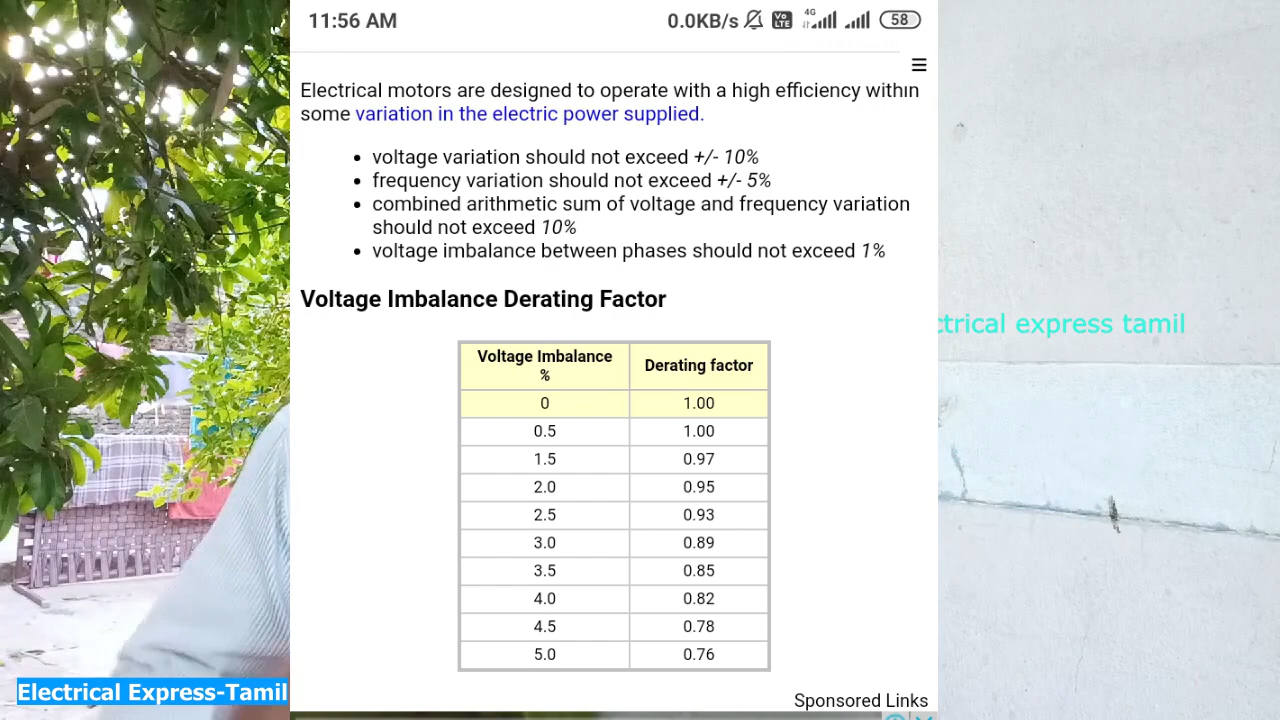 11:56 AM 0.0KB/s Vo LTE 4G 58
Electrical motors are designed to operate with a high efficiency within
some variation in the electric power supplied.
• voltage variation should not exceed +/- 10%
• frequency variation should not exceed +/- 5%
• combined arithmetic sum of voltage and frequency variation
should not exceed 10%
• voltage imbalance between phases should not exceed 1%
ctrical express tamil
Voltage Imbalance Derating Factor
Voltage Imbalance
% Derating factor
0 1.00
0.5 1.00
1.5 0.97
2.0 0.95
2.5 0.93
3.0 0.89
3.5 0.85
4.0 0.82
4.5 0.78
5.0 0.76
Electrical Express-Tamil
Sponsored Links